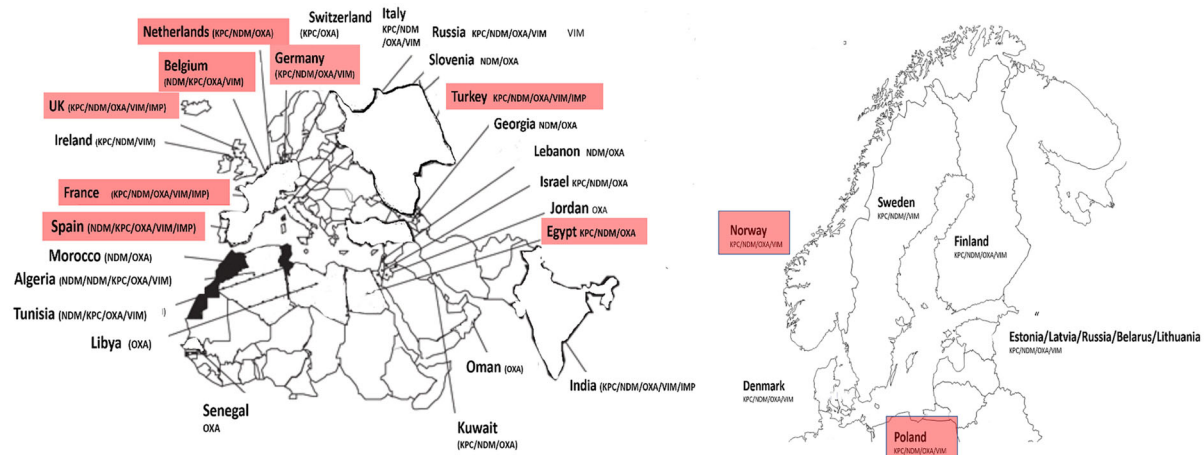 Netherlands (KPC/NDM/OXA)
Switzerland
(KPC/OXA)
Italy
KPC/NDM
/OXA/VIM
Russia KPC/NDM/OXA/VIM VIM
Belgium
(NDM/KPC/OXA/VIM)
Germany
(KPC/NDM/OXA/VIM)
Slovenia NDM/OXA
UK (KPC/NDM/OXA/VIM/IMP)
Turkey KPC/NDM/OXA/VIM/IMP
Ireland (KPC/NDM/VIM)
Georgia NDM/OXA
Lebanon NDM/OXA
France (KPC/NDM/OXA/VIM/IMP)
Israel KPC/NDM/OXA
Jordan OXA
Spain (NDM/KPC/OXA/VIM/IMP)
Egypt KPC/NDM/OXA
Morocco (NDM/OXA)
Algeria (NDM/NDM/KPC/OXA/VIM)
Tunisia (NDM/KPC/OXA/VIM) )
Libya (OXA)
Oman (OXA)
India (KPC/NDM/OXA/VIM/IMP
Senegal
OXA
Kuwait
(KPC/NDM/OXA)
3
Sweden
KPC/NDM//VIM
Norway
KPC/NDM/OXA/VIM
Finland
KPC/NDM/OXA/VIM
"
Estonia/Latvia/Russia/Belarus/Lithuania
KPC/NDM/OXA/VIM
Denmark
KPC/NDM/OXA/VIM
Poland
KPC/NDM/OXA/VIM